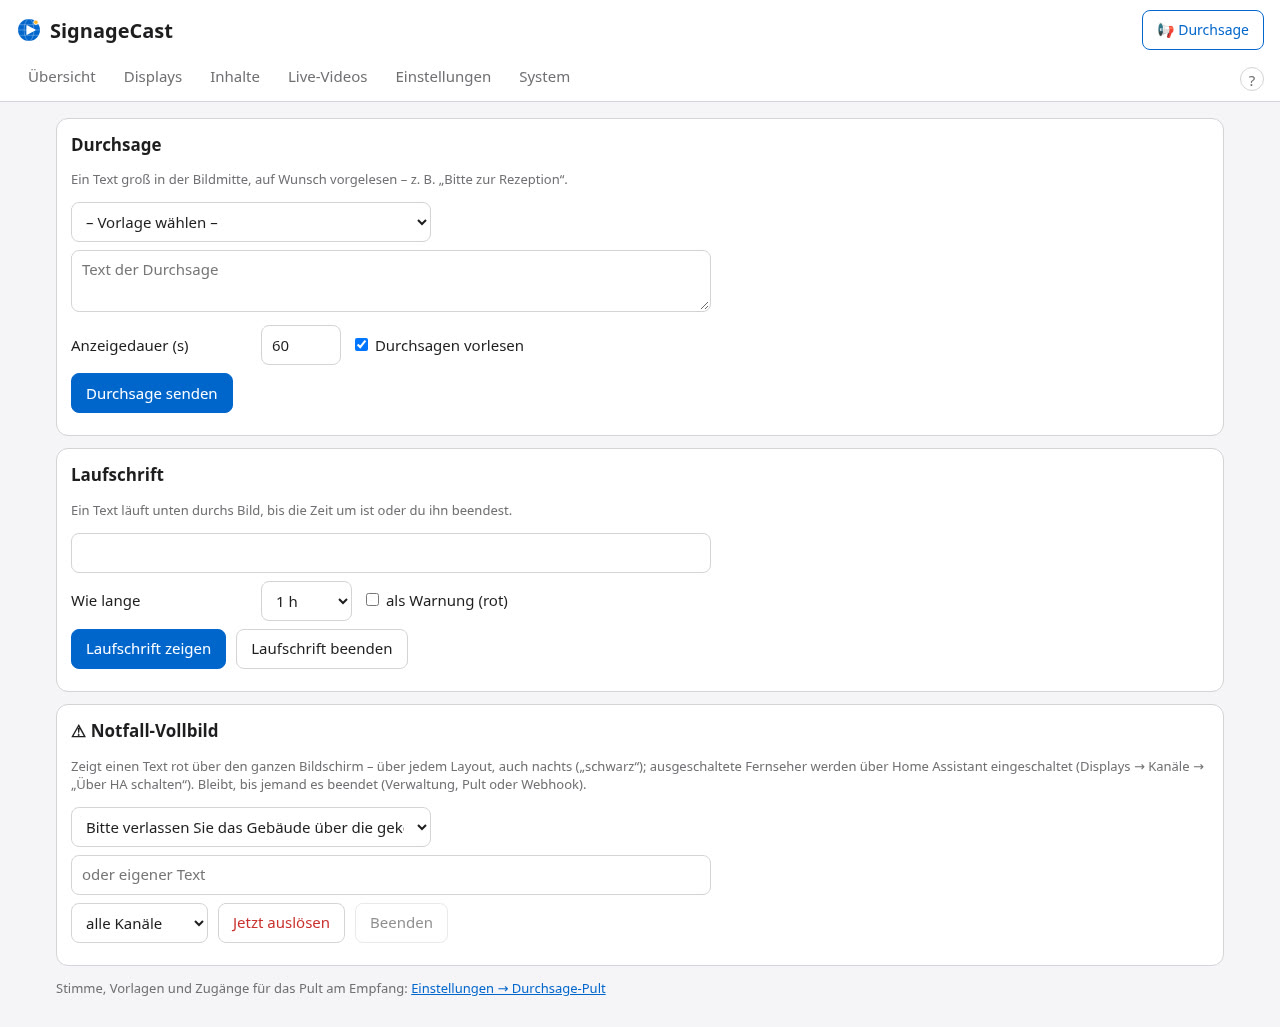 SignageCast
Durchsage
Übersicht
Displays
Inhalte
Live-Videos
Einstellungen
System
?
Durchsage
Ein Text groß in der Bildmitte, auf Wunsch vorgelesen – z. B. „Bitte zur Rezeption“.
– Vorlage wählen –
Text der Durchsage
Anzeigedauer (s)
60
Durchsagen vorlesen
Durchsage senden
Laufschrift
Ein Text läuft unten durchs Bild, bis die Zeit um ist oder du ihn beendest.
Wie lange
1 h
als Warnung (rot)
Laufschrift zeigen
Laufschrift beenden
⚠ Notfall-Vollbild
Zeigt einen Text rot über den ganzen Bildschirm – über jedem Layout, auch nachts („schwarz“); ausgeschaltete Fernseher werden über Home Assistant eingeschaltet (Displays → Kanäle →
„Über HA schalten“). Bleibt, bis jemand es beendet (Verwaltung, Pult oder Webhook).
Bitte verlassen Sie das Gebäude über die gek
oder eigener Text
alle Kanäle
Jetzt auslösen
Beenden
Stimme, Vorlagen und Zugänge für das Pult am Empfang: Einstellungen → Durchsage-Pult